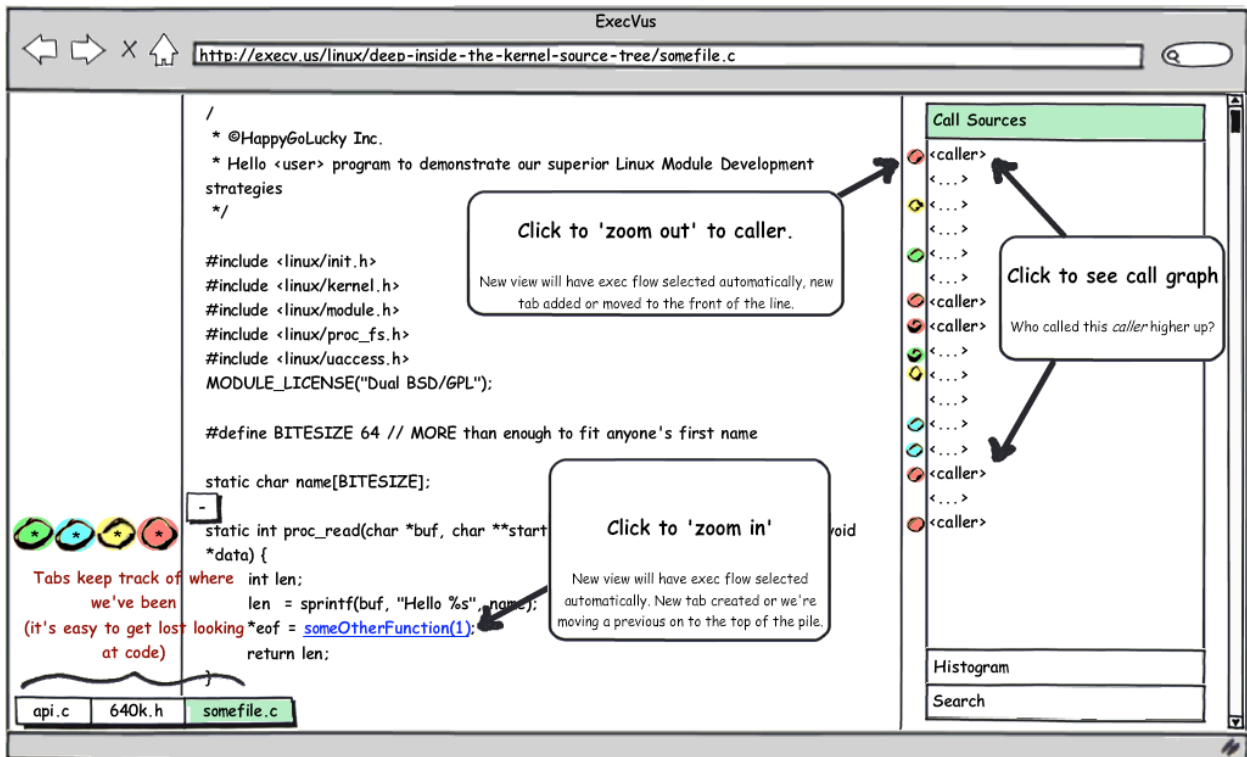 ExecVus
http://execv.us/linux/deep-inside-the-kernel-source-tree/somefile.c
/
* ©HappyGoLucky Inc.
* Hello <user> program to demonstrate our superior Linux Module Development
strategies
*/
#include <linux/init.h>
#include <linux/kernel.h>
#include <linux/module.h>
#include <linux/proc_fs.h>
#include <linux/uaccess.h>
MODULE_LICENSE("Dual BSD/GPL");
#define BITESIZE 64 // MORE than enough to fit anyone's first name
static char name[BITESIZE];
-
static int proc_read(char *buf, char **start
void
*data) {
int len;
len = sprintf(buf, "Hello %s", name);
*eof = someOtherFunction(1);
return len;
}
Click to 'zoom out' to caller.
New view will have exec flow selected automatically, new
tab added or moved to the front of the line.
Click to 'zoom in'
New view will have exec flow selected
automatically. New tab created or we're
moving a previous on to the top of the pile.
* * * *
Tabs keep track of where
we've been
(it's easy to get lost looking
at code)
api.c 640k.h somefile.c
Call Sources
<caller>
<...>
<...>
<...>
<...>
<...>
<caller>
<caller>
<...>
<...>
<...>
<...>
<...>
<caller>
<...>
<caller>
Click to see call graph
Who called this caller higher up?
Histogram
Search